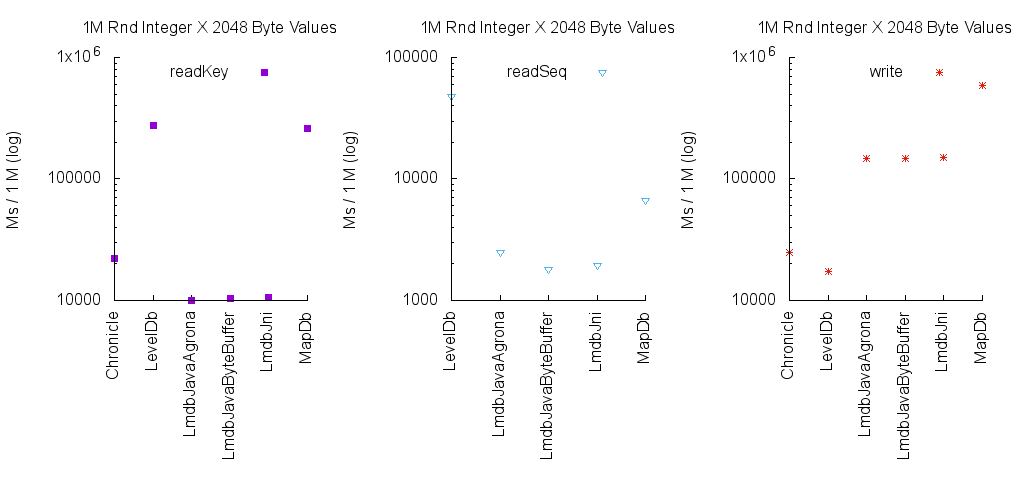 1M Rnd Integer X 2048 Byte Values
readKey
Ms / 1 M (log)
1x10^6
100000
10000
Chronicle
LevelDb
LmdbJavaAgrona
LmdbJavaByteBuffer
LmdbJni
MapDb
1M Rnd Integer X 2048 Byte Values
readSeq
Ms / 1 M (log)
100000
10000
1000
LevelDb
LmdbJavaAgrona
LmdbJavaByteBuffer
LmdbJni
MapDb
1M Rnd Integer X 2048 Byte Values
write
Ms / 1 M (log)
1x10^6
100000
10000
Chronicle
LevelDb
LmdbJavaAgrona
LmdbJavaByteBuffer
LmdbJni
MapDb